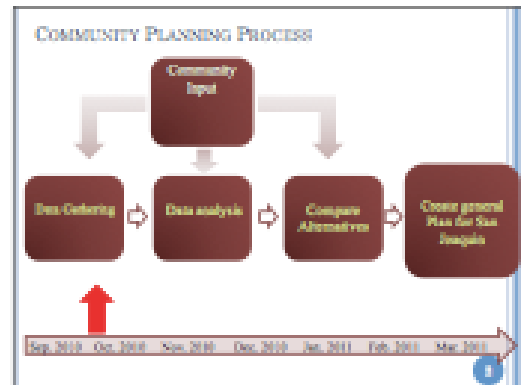 COMMUNITY PLANNING PROCESS
Community
Input
Data Gathering
Data analysis
Compare
Alternatives
Create general
Plan for San
Joaquin
Sep, 2010 Oct, 2010 Nov, 2010 Dec, 2010 Jan, 2011 Feb, 2011 Mar, 2011